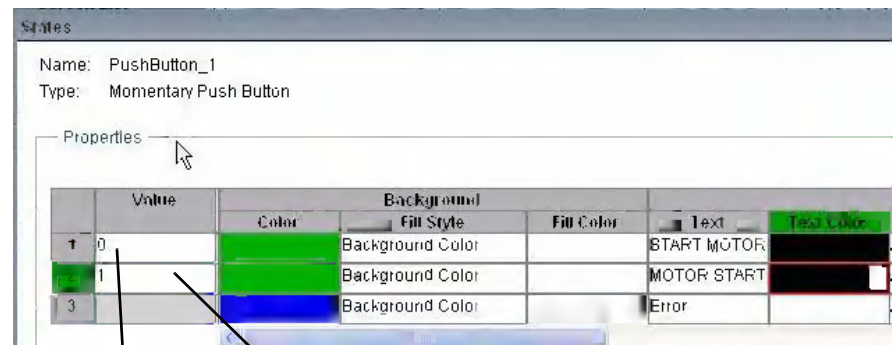 States
Name: PushButton_1
Type: Momentary Push Button
Properties
Value Background
Color Fill Style Fill Color Text Text Color
1 0 Background Color START MOTOR
1 Background Color MOTOR START
3 Background Color Error